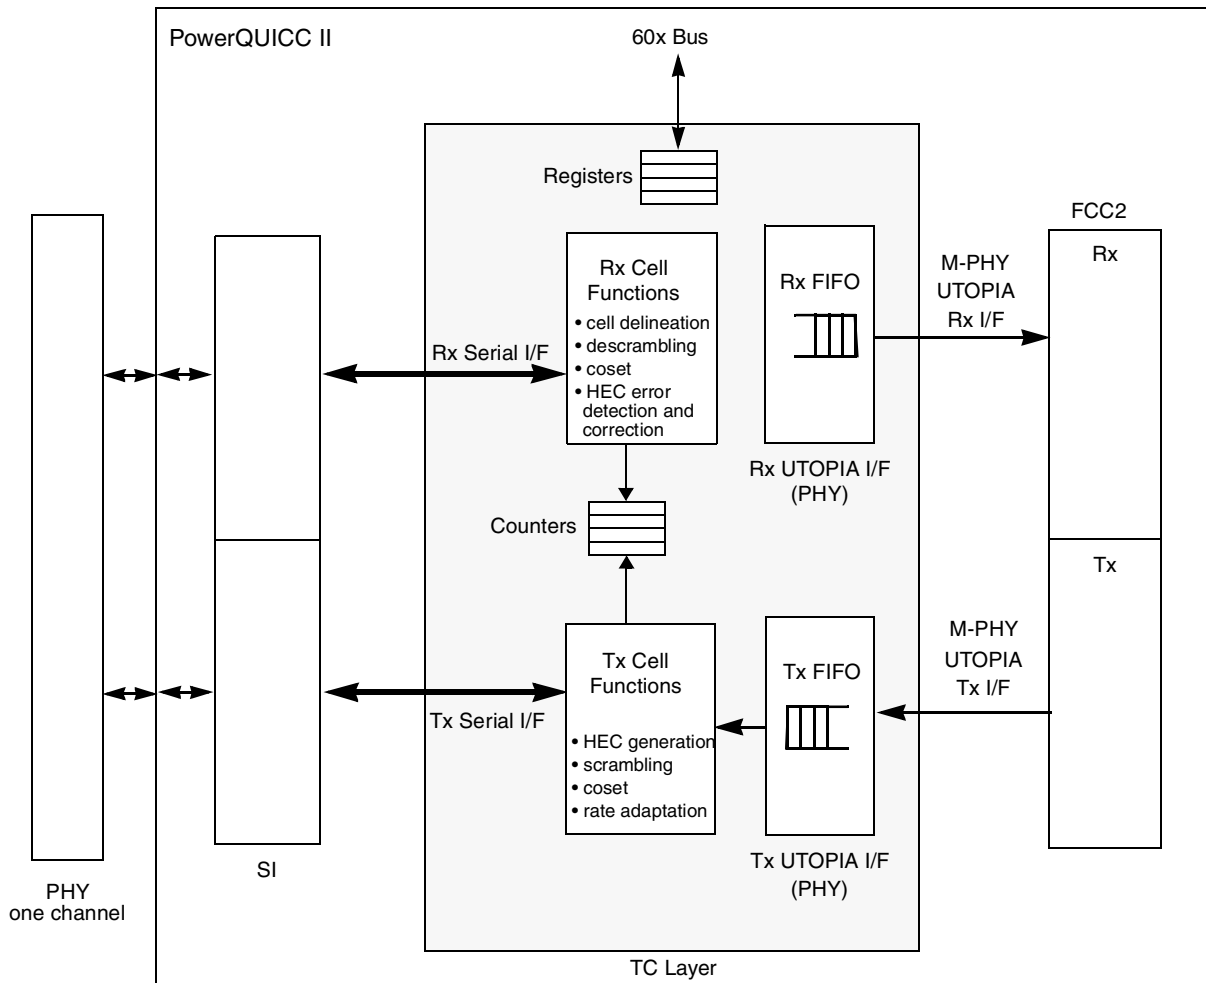 PowerQUICC II
60x Bus
Registers
FCC2
Rx
Rx Cell
Functions
• cell delineation
• descrambling
• coset
• HEC error
detection and
correction
Rx FIFO
M-PHY
UTOPIA
Rx I/F
Rx Serial I/F
Rx UTOPIA I/F
(PHY)
Counters
Tx
Tx Cell
Functions
• HEC generation
• scrambling
• coset
• rate adaptation
Tx FIFO
M-PHY
UTOPIA
Tx I/F
Tx Serial I/F
Tx UTOPIA I/F
(PHY)
SI
PHY
one channel
TC Layer